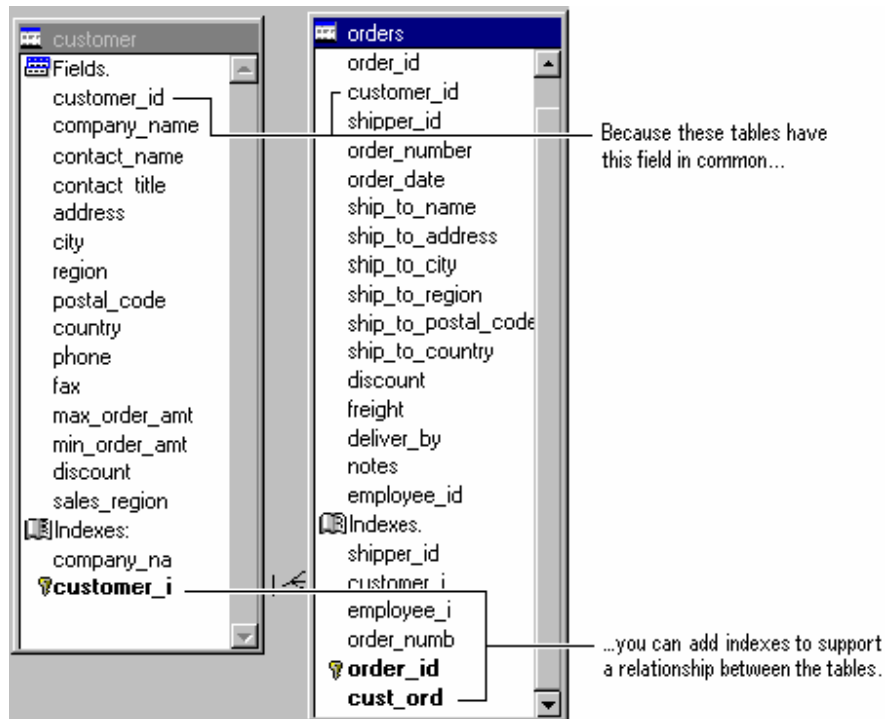 customer
Fields.
customer_id
company_name
contact_name
contact_title
address
city
region
postal_code
country
phone
fax
max_order_amt
min_order_amt
discount
sales_region
Indexes:
company_na
customer_i
orders
order_id
customer_id
shipper_id
order_number
order_date
ship_to_name
ship_to_address
ship_to_city
ship_to_region
ship_to_postal_code
ship_to_country
discount
freight
deliver_by
notes
employee_id
Indexes.
shipper_id
customer_i
employee_i
order_numb
order_id
cust_ord
Because these tables have
this field in common...
...you can add indexes to support
a relationship between the tables.